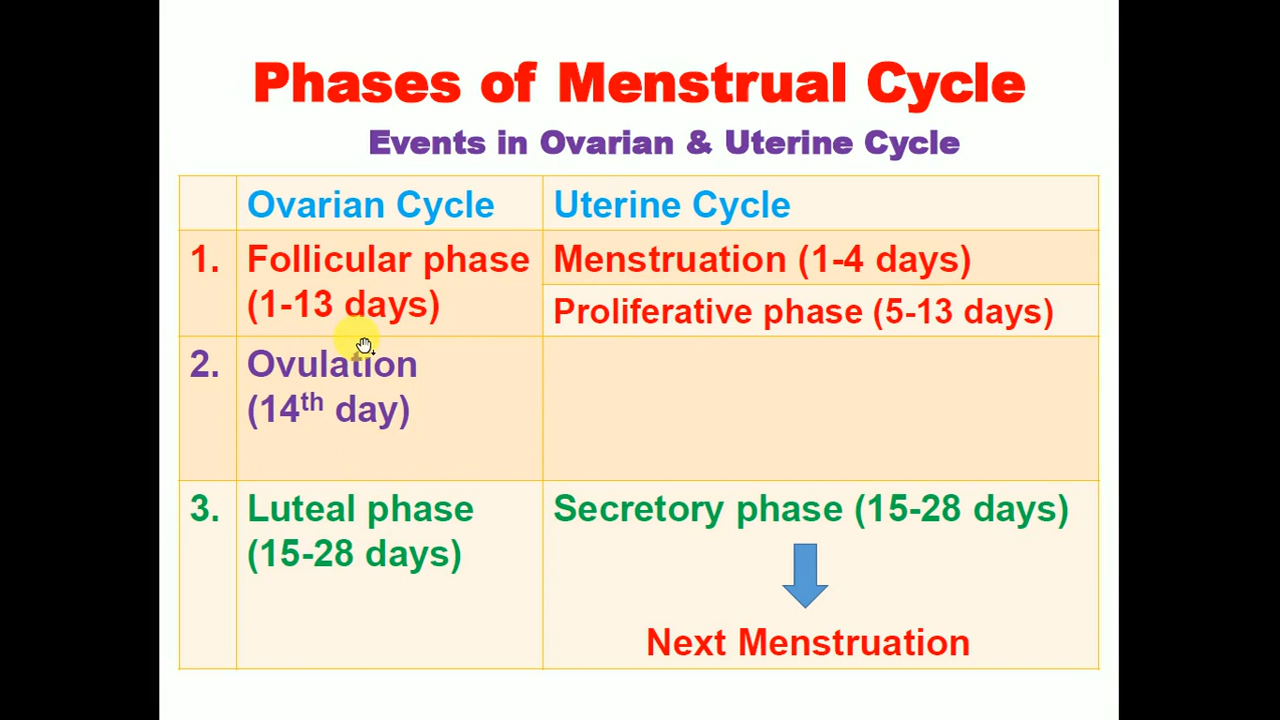 Phases of Menstrual Cycle
Events in Ovarian & Uterine Cycle
Ovarian Cycle Uterine Cycle
1. Follicular phase Menstruation (1-4 days)
(1-13 days) Proliferative phase (5-13 days)
2. Ovulation
(14th day)
3. Luteal phase Secretory phase (15-28 days)
(15-28 days)
Next Menstruation